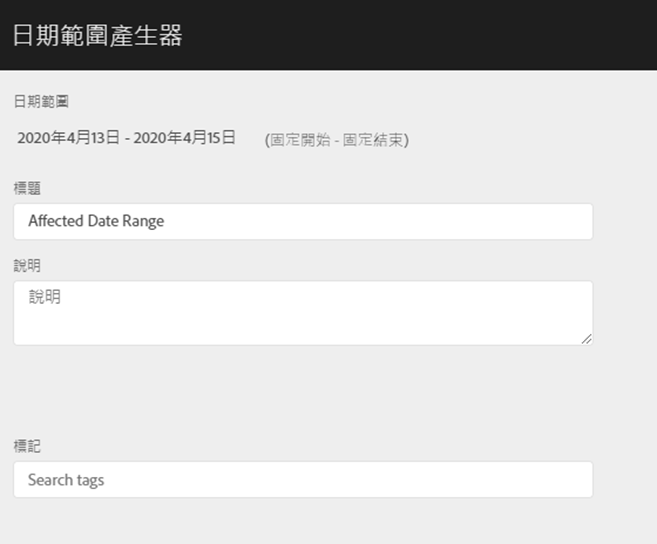 日期範圍產生器
日期範圍
2020年4月13日 - 2020年4月15日 (固定開始 - 固定結束)
標題
Affected Date Range
說明
說明
標記
Search tags